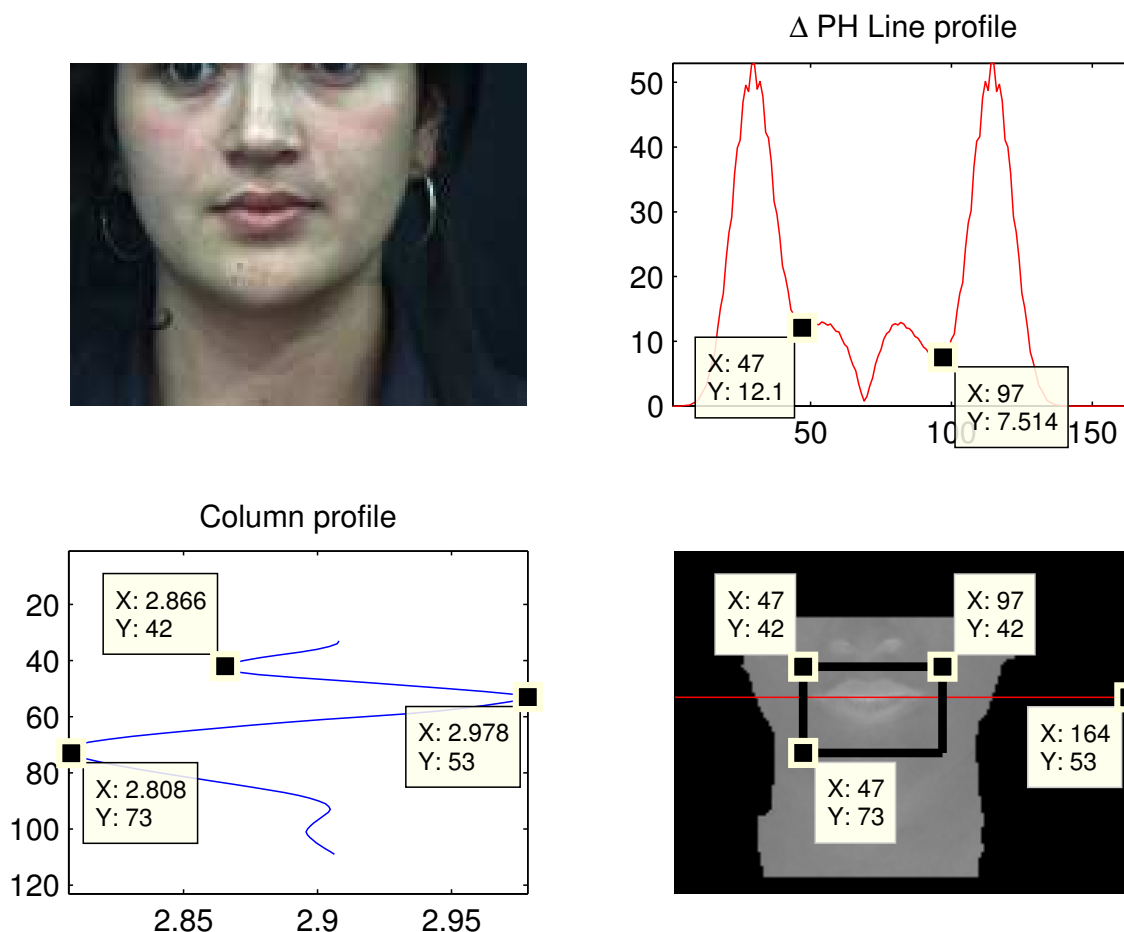 Δ PH Line profile
50
40
30
20
10
0
X: 47
Y: 12.1
X: 97
Y: 7.514
50
100
150
Column profile
20
40
60
80
100
120
X: 2.866
Y: 42
X: 2.978
Y: 53
X: 2.808
Y: 73
2.85
2.9
2.95
X: 47
Y: 42
X: 97
Y: 42
X: 164
Y: 53
X: 47
Y: 73